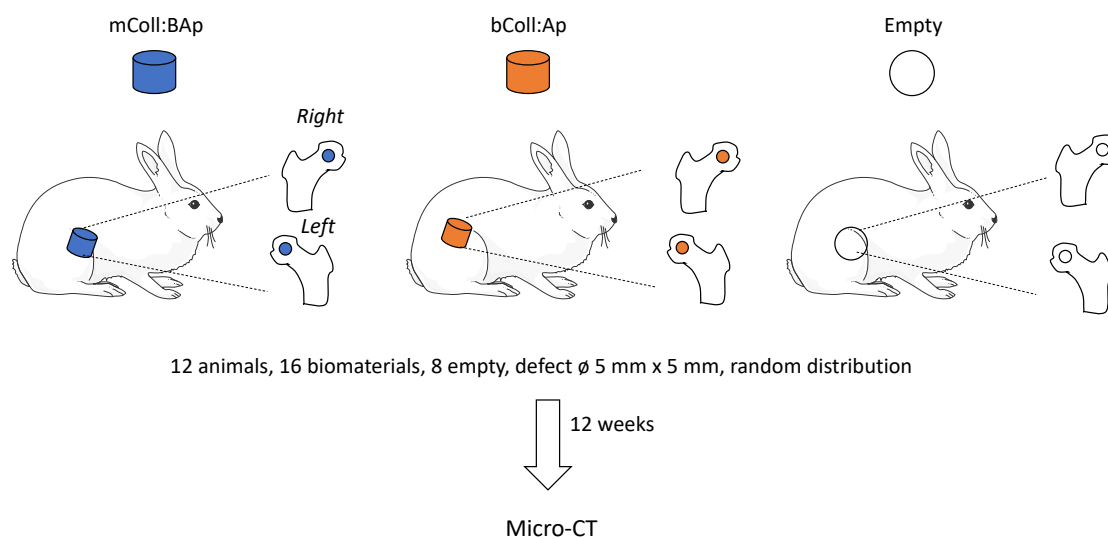 mColl:BAp
bColl:Ap
Empty
Right
Left
12 animals, 16 biomaterials, 8 empty, defect ø 5 mm x 5 mm, random distribution
12 weeks
Micro-CT